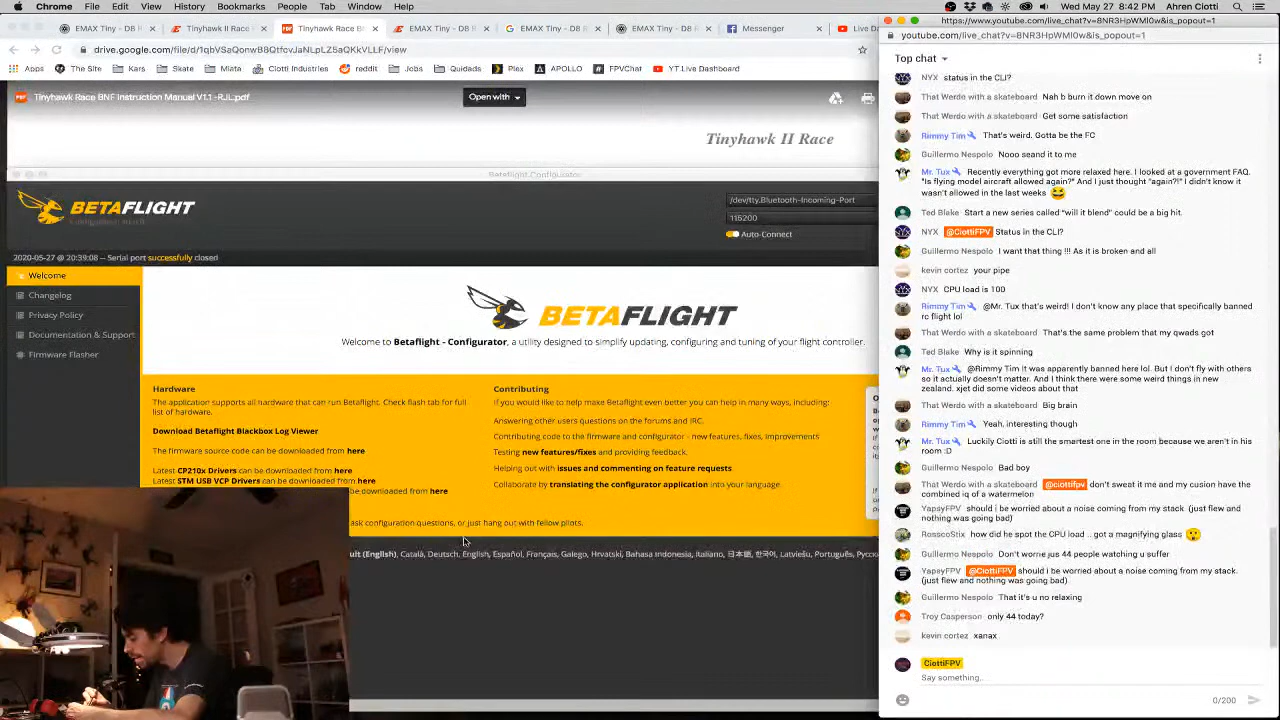 View History Bookmarks People Tab Window Help
Wed May 27 8:42 PM Ahren Ciotti
EMAX Tiny - D8 R
Tinyhawk Race
Tinyhawk Race B
EMAX Tinyhawk D
EMAX Tiny - D8
EMAX Tiny - D8 R
Messenger
Live Da
drive.google.com/file/d/1qbVSaQonwB8QtfcvJaNLpLZSaQKkVLLF/view
Apps The Site Kars Skate Miata Ciotti Industries reddit Jobs Quidads Plex APOLLO FPVChat YT Live Dashboard
Tinyhawk Race BNF Instruction Manual V1.1 -RJL.pdf
Open with
Tinyhawk II Race
Betaflight Configurator
BETAFLIGHT
/dev/tty.Bluetooth-Incoming-Port
115200
Auto-Connect
2020-05-27 @ 20:39:08 -- Serial port successfully closed
Welcome
Changelog
Privacy Policy
Documentation & Support
Firmware Flasher
BETAFLIGHT
Welcome to Betaflight - Configurator, a utility designed to simplify updating, configuring and tuning of your flight controller.
Hardware
The application supports all hardware that can run Betaflight. Check flash tab for full
list of hardware.
Download Betaflight Blackbox Log Viewer
The firmware source code can be downloaded from here
Latest CP210x Drivers can be downloaded from here
Latest STM USB VCP Drivers can be downloaded from here
be downloaded from here
Contributing
If you would like to help make Betaflight even better you can help in many ways, including:
Answering other users questions on the forums and IRC.
Contributing code to the firmware and configurator - new features, fixes, improvements
Testing new features/fixes and providing feedback.
Helping out with issues and commenting on feature requests
Collaborate by translating the configurator application into your language.
ask configuration questions, or just hang out with fellow pilots.
ult (English), Català, Deutsch, English, Español, Français, Galego, Hrvatski, Bahasa Indonesia, Italiano, 日本語, 한국어, Latviešu, Português, Русски
https://www.youtube.com/live_chat?v=8NR3HpWMl0w&is_popout=1
youtube.com/live_chat?v=8NR3HpWMl0w&is_popout=1
Top chat
NYX status in the CLI?
That Werdo with a skateboard Nah b burn it down move on
That Werdo with a skateboard Get some satisfaction
Rimmy Tim That's weird. Gotta be the FC
Guillermo Nespolo Nooo seand it to me
Mr. Tux Recently everything got more relaxed here. I looked at a government FAQ.
"Is flying model aircraft allowed again?" And I just thought "again?!" I didn't know it
wasn't allowed in the last weeks 😆
Ted Blake Start a new series called "will it blend" could be a big hit.
NYX @CiottiFPV Status in the CLI?
Guillermo Nespolo I want that thing !!! As it is broken and all
kevin cortez your pipe
NYX CPU load is 100
Rimmy Tim @Mr. Tux that's weird! I don't know any place that specifically banned
rc flight lol
That Werdo with a skateboard That's the same problem that my qwads got
Ted Blake Why is it spinning
Mr. Tux @Rimmy Tim It was apparently banned here lol. But I don't fly with others
so it actually doesn't matter. And I think there were some weird things in new
zealand. xjet did some videos about that
That Werdo with a skateboard Big brain
Rimmy Tim Yeah, interesting though
Mr. Tux Luckily Ciotti is still the smartest one in the room because we aren't in his
room :D
Guillermo Nespolo Bad boy
That Werdo with a skateboard @ciottifpv don't sweat it me and my cusion have the
combined iq of a watermelon
YapsyFPV should i be worried about a noise coming from my stack. (just flew and
nothing was going bad)
RosscoStix how did he spot the CPU load .. got a magnifying glass 😲
Guillermo Nespolo Don't worrie jus 44 people watching u suffer
YapsyFPV @CiottiFPV should i be worried about a noise coming from my stack.
(just flew and nothing was going bad)
Guillermo Nespolo That it's u no relaxing
Troy Casperson only 44 today?
kevin cortez xanax
CiottiFPV
Say something...
0/200